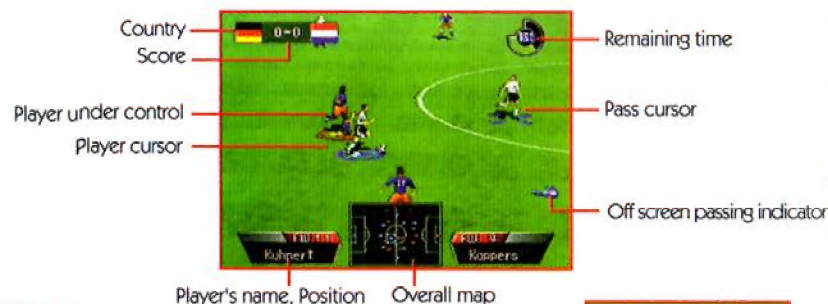 Country
Score
0-0
Remaining time
Player under control
Player cursor
Pass cursor
Off screen passing indicator
Kuhnert
Koppers
Player's name, Position
Overall map